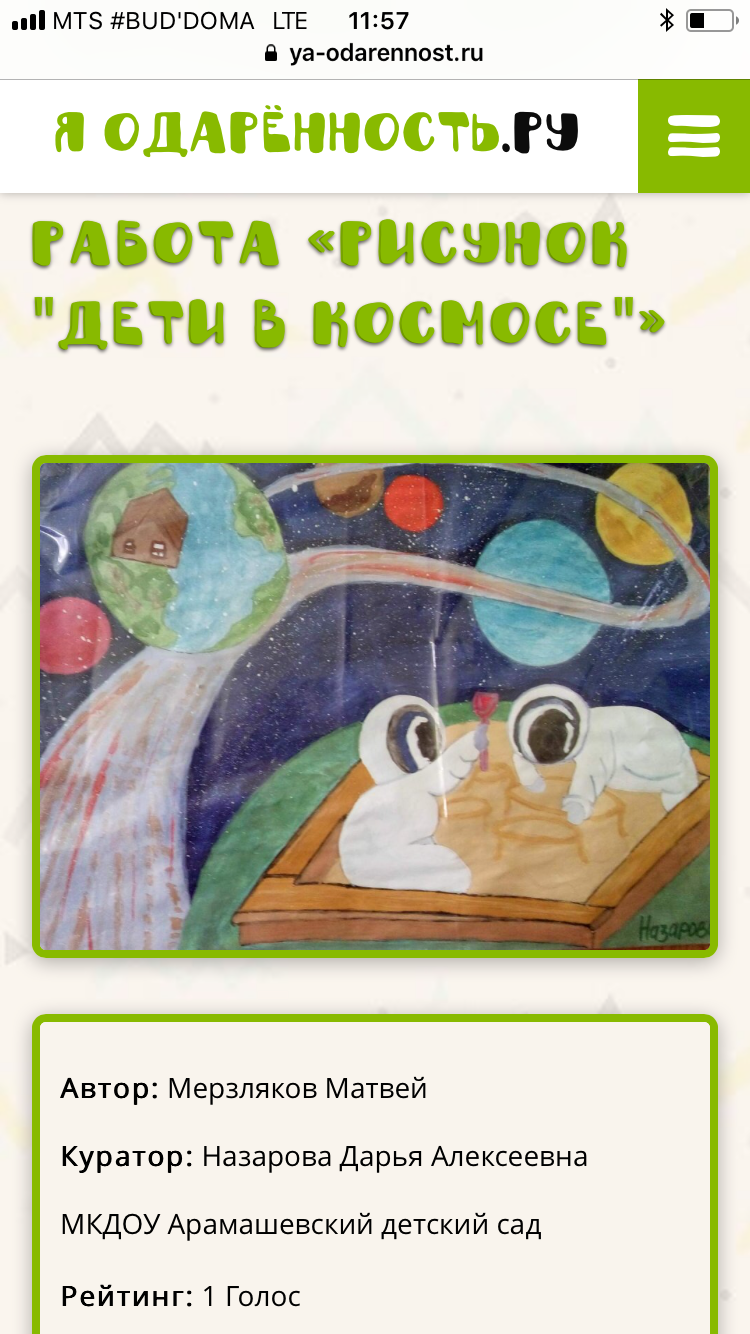 MTS #BUD'DOMA LTE 11:57
ya-odarennost.ru
Я ОДАРЁННОСТЬ.РУ
РАБОТА «РИСУНОК
"ДЕТИ В КОСМОСЕ"»
Назаров
Автор: Мерзляков Матвей
Куратор: Назарова Дарья Алексеевна
МКДОУ Арамашевский детский сад
Рейтинг: 1 Голос